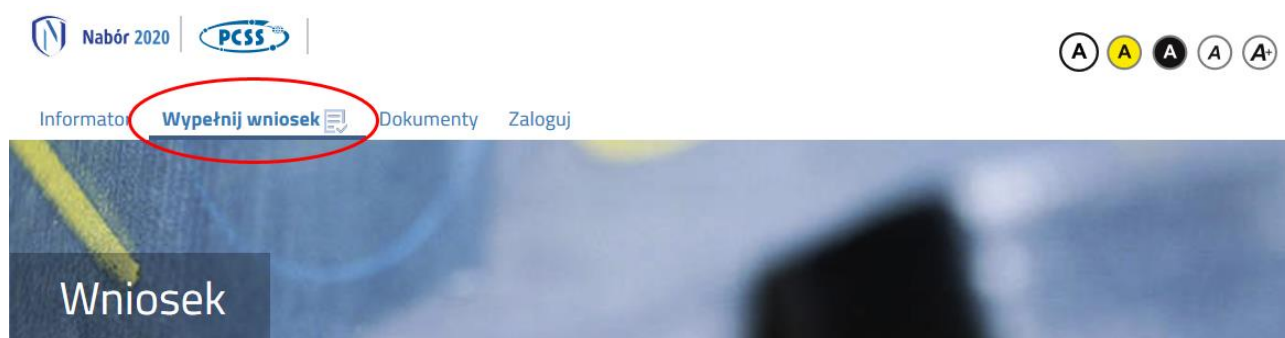 Nabór 2020 PCSS
A A A A A+
Informator Wypełnij wniosek Dokumenty Zaloguj
Wniosek